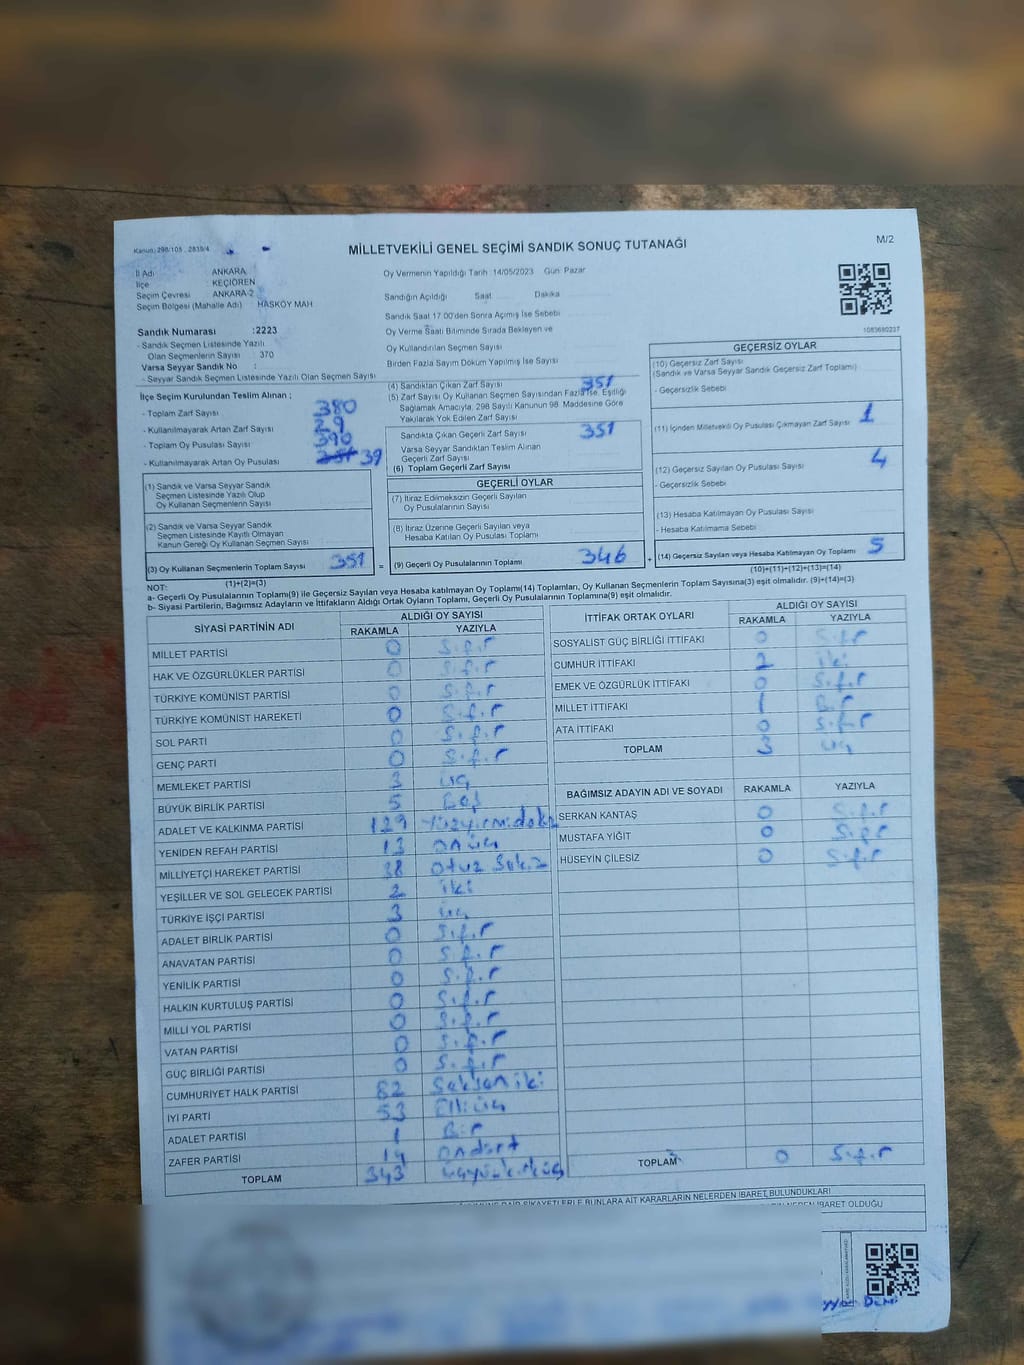 Kanun: 298/105 , 2839/4
MİLLETVEKİLİ GENEL SEÇİMİ SANDIK SONUÇ TUTANAĞI
M/2
İl Adı ANKARA
İlçe : KEÇİÖREN
Seçim Çevresi ANKARA-2
Seçim Bölgesi (Mahalle Adı) HASKÖY MAH
Sandık Numarası :2223
- Sandık Seçmen Listesinde Yazılı
Olan Seçmenlerin Sayısı : 370
Varsa Seyyar Sandık No :
- Seyyar Sandık Seçmen Listesinde Yazılı Olan Seçmen Sayısı
Oy Vermenin Yapıldığı Tarih 14/05/2023 Gün: Pazar
Sandığın Açıldığı Saat Dakika
Sandık Saat 17.00'den Sonra Açımış İse Sebebi
Oy Verme Saati Bitiminde Sırada Bekleyen ve
Oy Kullandırılan Seçmen Sayısı
Birden Fazla Sayım Döküm Yapılmış İse Sayısı
1083680227
İlçe Seçim Kurulundan Teslim Alınan ;
- Toplam Zarf Sayısı 380
- Kullanılmayarak Artan Zarf Sayısı 29
- Toplam Oy Pusulası Sayısı 390
- Kullanılmayarak Artan Oy Pusulası 39
(4) Sandıktan Çıkan Zarf Sayısı 351
(5) Zarf Sayısı Oy Kullanan Seçmen Sayısından Fazla İse, Eşitliği
Sağlamak Amacıyla, 298 Sayılı Kanunun 98. Maddesine Göre
Yakılarak Yok Edilen Zarf Sayısı
Sandıkta Çıkan Geçerli Zarf Sayısı 351
Varsa Seyyar Sandıktan Teslim Alınan
Geçerli Zarf Sayısı
(6) Toplam Geçerli Zarf Sayısı
GEÇERSİZ OYLAR
(10) Geçersiz Zarf Sayısı
(Sandık ve Varsa Seyyar Sandık Geçersiz Zarf Toplamı)
- Geçersizlik Sebebi
(11) İçinden Milletvekili Oy Pusulası Çıkmayan Zarf Sayısı 1
(12) Geçersiz Sayılan Oy Pusulası Sayısı 4
- Geçersizlik Sebebi
(13) Hesaba Katılmayan Oy Pusulası Sayısı
- Hesaba Katılmama Sebebi
(14) Geçersiz Sayılan veya Hesaba Katılmayan Oy Toplamı 5
(10)+(11)+(12)+(13)=(14)
(1) Sandık ve Varsa Seyyar Sandık
Seçmen Listesinde Yazılı Olup
Oy Kullanan Seçmenlerin Sayısı
(2) Sandık ve Varsa Seyyar Sandık
Seçmen Listesinde Kayıtlı Olmayan
Kanun Gereği Oy Kullanan Seçmen Sayısı
(3) Oy Kullanan Seçmenlerin Toplam Sayısı 351 =
(1)+(2)=(3)
GEÇERLİ OYLAR
(7) İtiraz Edilmeksizin Geçerli Sayılan
Oy Pusulalarının Sayısı
(8) İtiraz Üzerine Geçerli Sayılan veya
Hesaba Katılan Oy Pusulası Toplamı
(9) Geçerli Oy Pusulalarının Toplamı 346 +
NOT:
a- Geçerli Oy Pusulalarının Toplamı(9) ile Geçersiz Sayılan veya Hesaba katılmayan Oy Toplamı(14) Toplamları, Oy Kullanan Seçmenlerin Toplam Sayısına(3) eşit olmalıdır. (9)+(14)=(3)
b- Siyasi Partilerin, Bağımsız Adayların ve İttifakların Aldığı Ortak Oyların Toplamı, Geçerli Oy Pusulalarının Toplamına(9) eşit olmalıdır.
SİYASİ PARTİNİN ADI ALDIĞI OY SAYISI
RAKAMLA YAZIYLA
MİLLET PARTİSİ 0 Sıfır
HAK VE ÖZGÜRLÜKLER PARTİSİ 0 Sıfır
TÜRKİYE KOMÜNİST PARTİSİ 0 Sıfır
TÜRKİYE KOMÜNİST HAREKETİ 0 Sıfır
SOL PARTİ 0 Sıfır
GENÇ PARTİ 0 Sıfır
MEMLEKET PARTİSİ 3 üç
BÜYÜK BİRLİK PARTİSİ 5 Beş
ADALET VE KALKINMA PARTİSİ 129
YENİDEN REFAH PARTİSİ 13 onüç
MİLLİYETÇİ HAREKET PARTİSİ 38 Otuz Sekiz
YEŞİLLER VE SOL GELECEK PARTİSİ 2 iki
TÜRKİYE İŞÇİ PARTİSİ 3 üç
ADALET BİRLİK PARTİSİ 0 Sıfır
ANAVATAN PARTİSİ 0 Sıfır
YENİLİK PARTİSİ 0 Sıfır
HALKIN KURTULUŞ PARTİSİ 0 Sıfır
MİLLİ YOL PARTİSİ 0 Sıfır
VATAN PARTİSİ 0 Sıfır
GÜÇ BİRLİĞİ PARTİSİ 0 Sıfır
CUMHURİYET HALK PARTİSİ 82 Seksen iki
İYİ PARTİ 53 Elliüç
ADALET PARTİSİ 1 Bir
ZAFER PARTİSİ 14 ondört
TOPLAM 343 üçyüzkırküç
İTTİFAK ORTAK OYLARI ALDIĞI OY SAYISI
RAKAMLA YAZIYLA
SOSYALİST GÜÇ BİRLİĞİ İTTİFAKI 0 Sıfır
CUMHUR İTTİFAKI 2 iki
EMEK VE ÖZGÜRLÜK İTTİFAKI 0 Sıfır
MİLLET İTTİFAKI 1 Bir
ATA İTTİFAKI 0 Sıfır
TOPLAM 3 üç
BAĞIMSIZ ADAYIN ADI VE SOYADI RAKAMLA YAZIYLA
SERKAN KANTAŞ 0 Sıfır
MUSTAFA YİĞİT 0 Sıfır
HÜSEYİN ÇİLESİZ 0 Sıfır
TOPLAM 0 Sıfır
ŞİKAYETLERLE BUNLARA AİT KARARLARIN NELERDEN İBARET BULUNDUKLARI
İBARET OLDUĞU